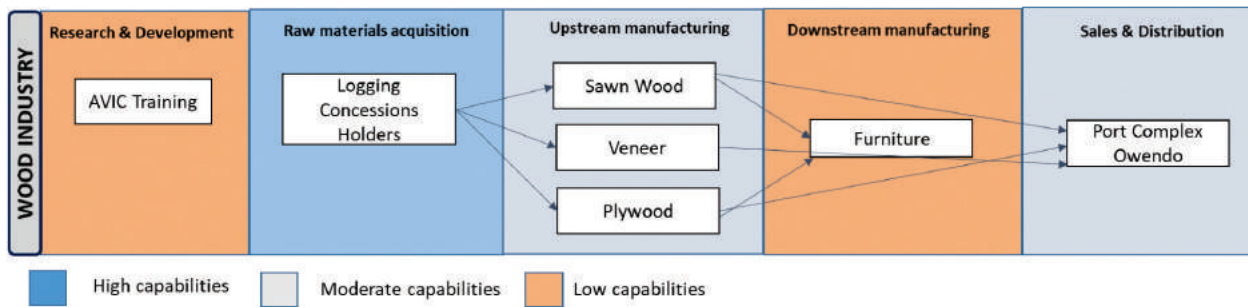 WOOD INDUSTRY
Research & Development
Raw materials acquisition
Upstream manufacturing
Downstream manufacturing
Sales & Distribution
AVIC Training
Logging
Concessions
Holders
Sawn Wood
Veneer
Plywood
Furniture
Port Complex
Owendo
High capabilities
Moderate capabilities
Low capabilities